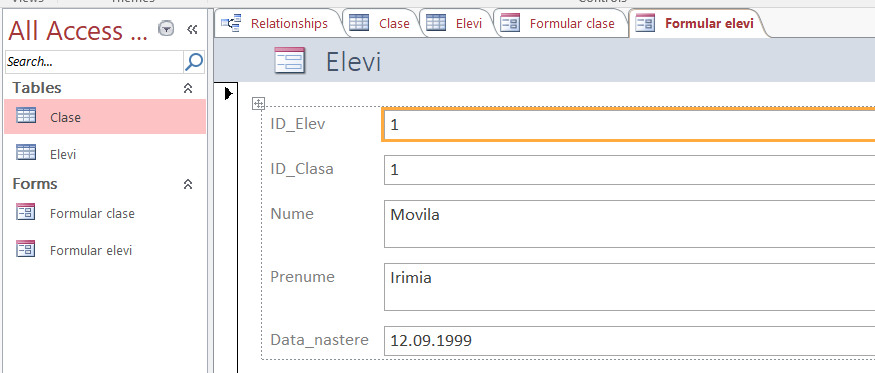 Views
Themes
Controls
All Access ...
Search...
Tables
Clase
Elevi
Forms
Formular clase
Formular elevi
Relationships
Clase
Elevi
Formular clase
Formular elevi
Elevi
ID_Elev
1
ID_Clasa
1
Nume
Movila
Prenume
Irimia
Data_nastere
12.09.1999